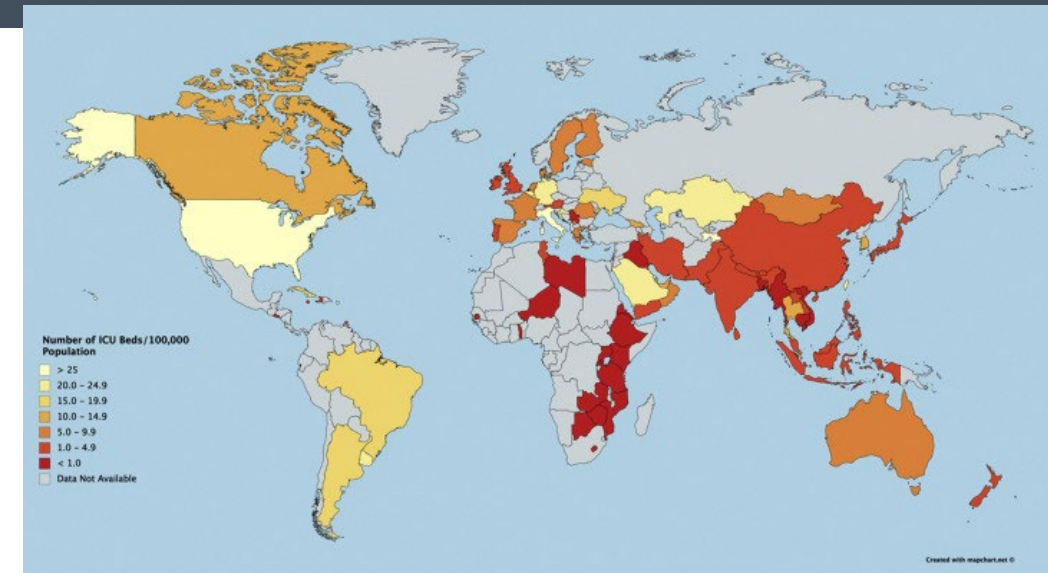 Number of ICU Beds/100,000
Population
> 25
20.0 - 24.9
15.0 - 19.9
10.0 - 14.9
5.0 - 9.9
1.0 - 4.9
< 1.0
Data Not Available
Created with mapchart.net ©